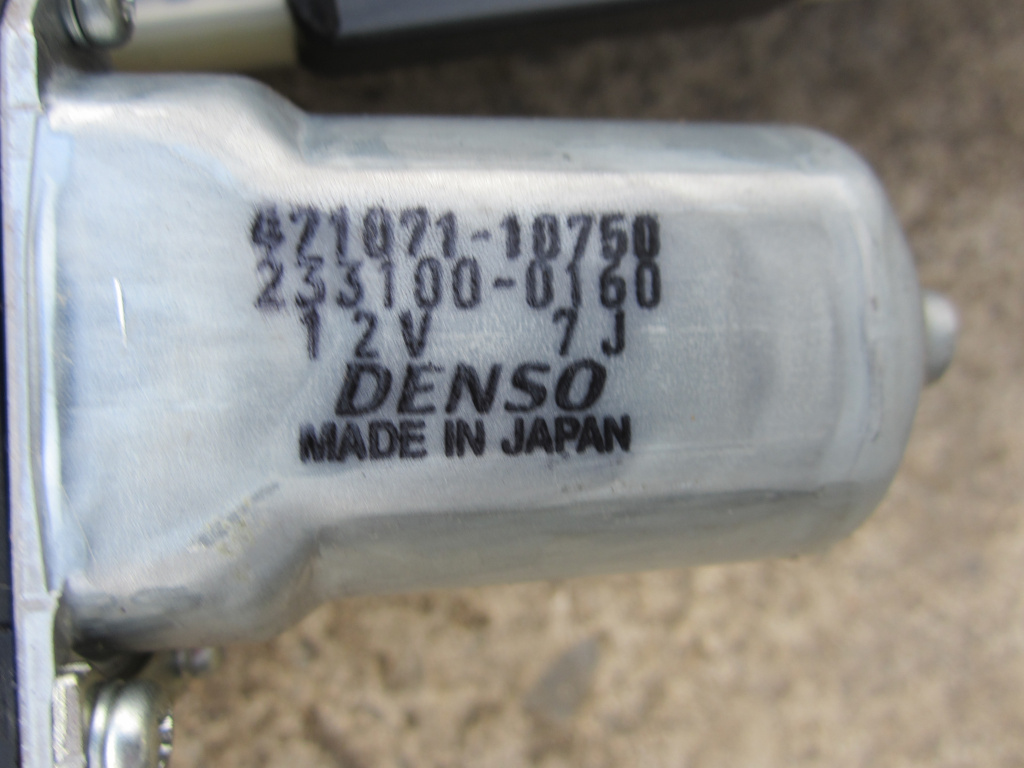 471071-10750
233100-0160
12V 7J
DENSO
MADE IN JAPAN